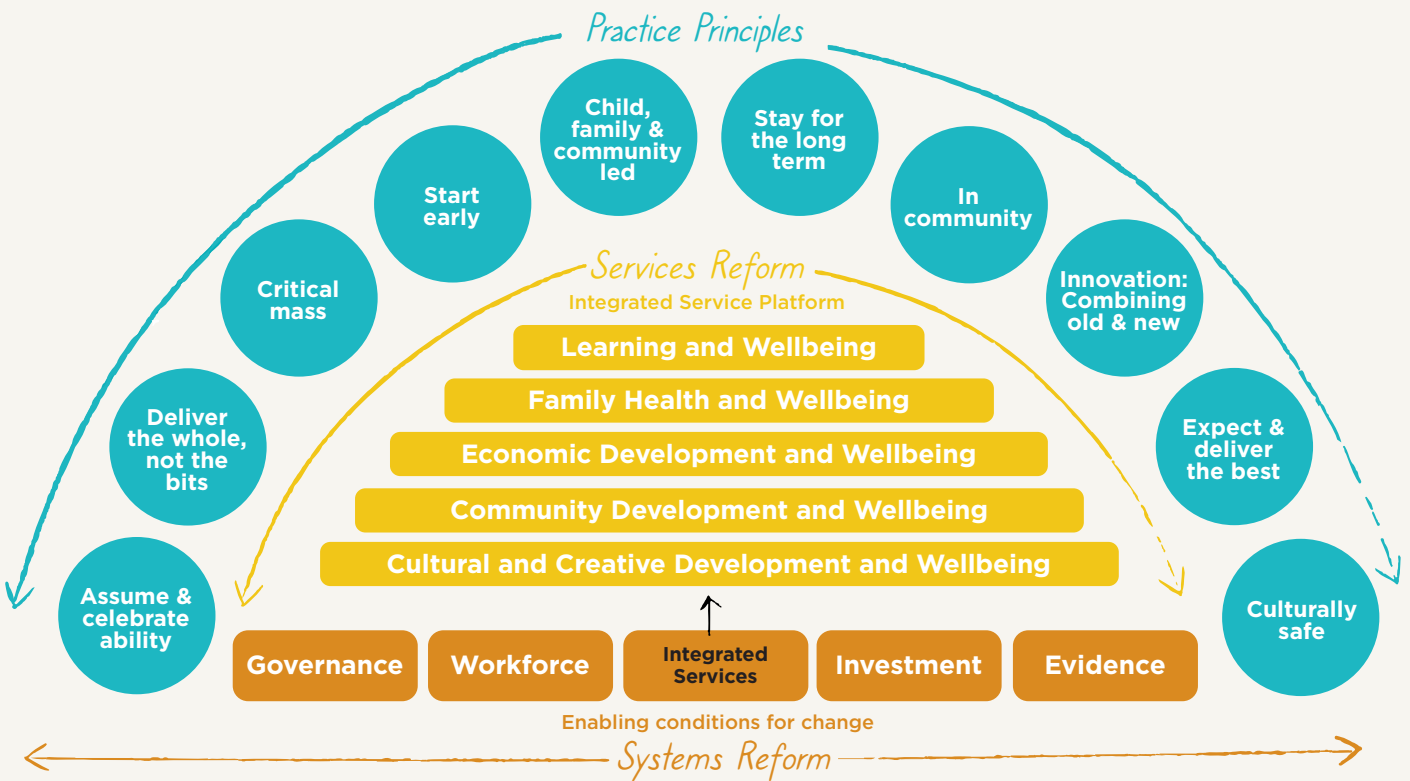 Practice Principles
Child,
family &
community
led
Stay for
the long
term
Start
early
In
community
Critical
mass
Innovation:
Combining
old & new
Deliver
the whole,
not the
bits
Expect &
deliver
the best
Assume &
celebrate
ability
Culturally
safe
Services Reform
Integrated Service Platform
Learning and Wellbeing
Family Health and Wellbeing
Economic Development and Wellbeing
Community Development and Wellbeing
Cultural and Creative Development and Wellbeing
Governance
Workforce
Integrated
Services
Investment
Evidence
Enabling conditions for change
Systems Reform